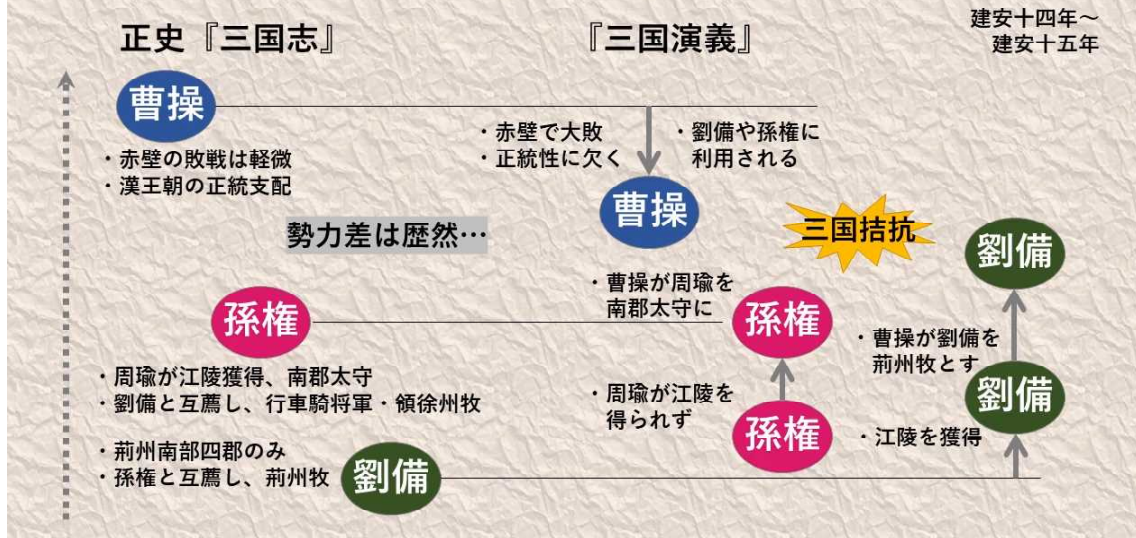 正史『三国志』
『三国演義』
建安十四年～
建安十五年
曹操
・赤壁の敗戦は軽微
・漢王朝の正統支配
・赤壁で大敗
・正統性に欠く
・劉備や孫権に
利用される
曹操
勢力差は歴然…
三国拮抗
劉備
・曹操が周瑜を
南郡太守に
孫権
孫権
・曹操が劉備を
荊州牧とす
・周瑜が江陵獲得、南郡太守
・劉備と互薦し、行車騎将軍・領徐州牧
・周瑜が江陵を
得られず
孫権
劉備
・江陵を獲得
・荊州南部四郡のみ
・孫権と互薦し、荊州牧
劉備